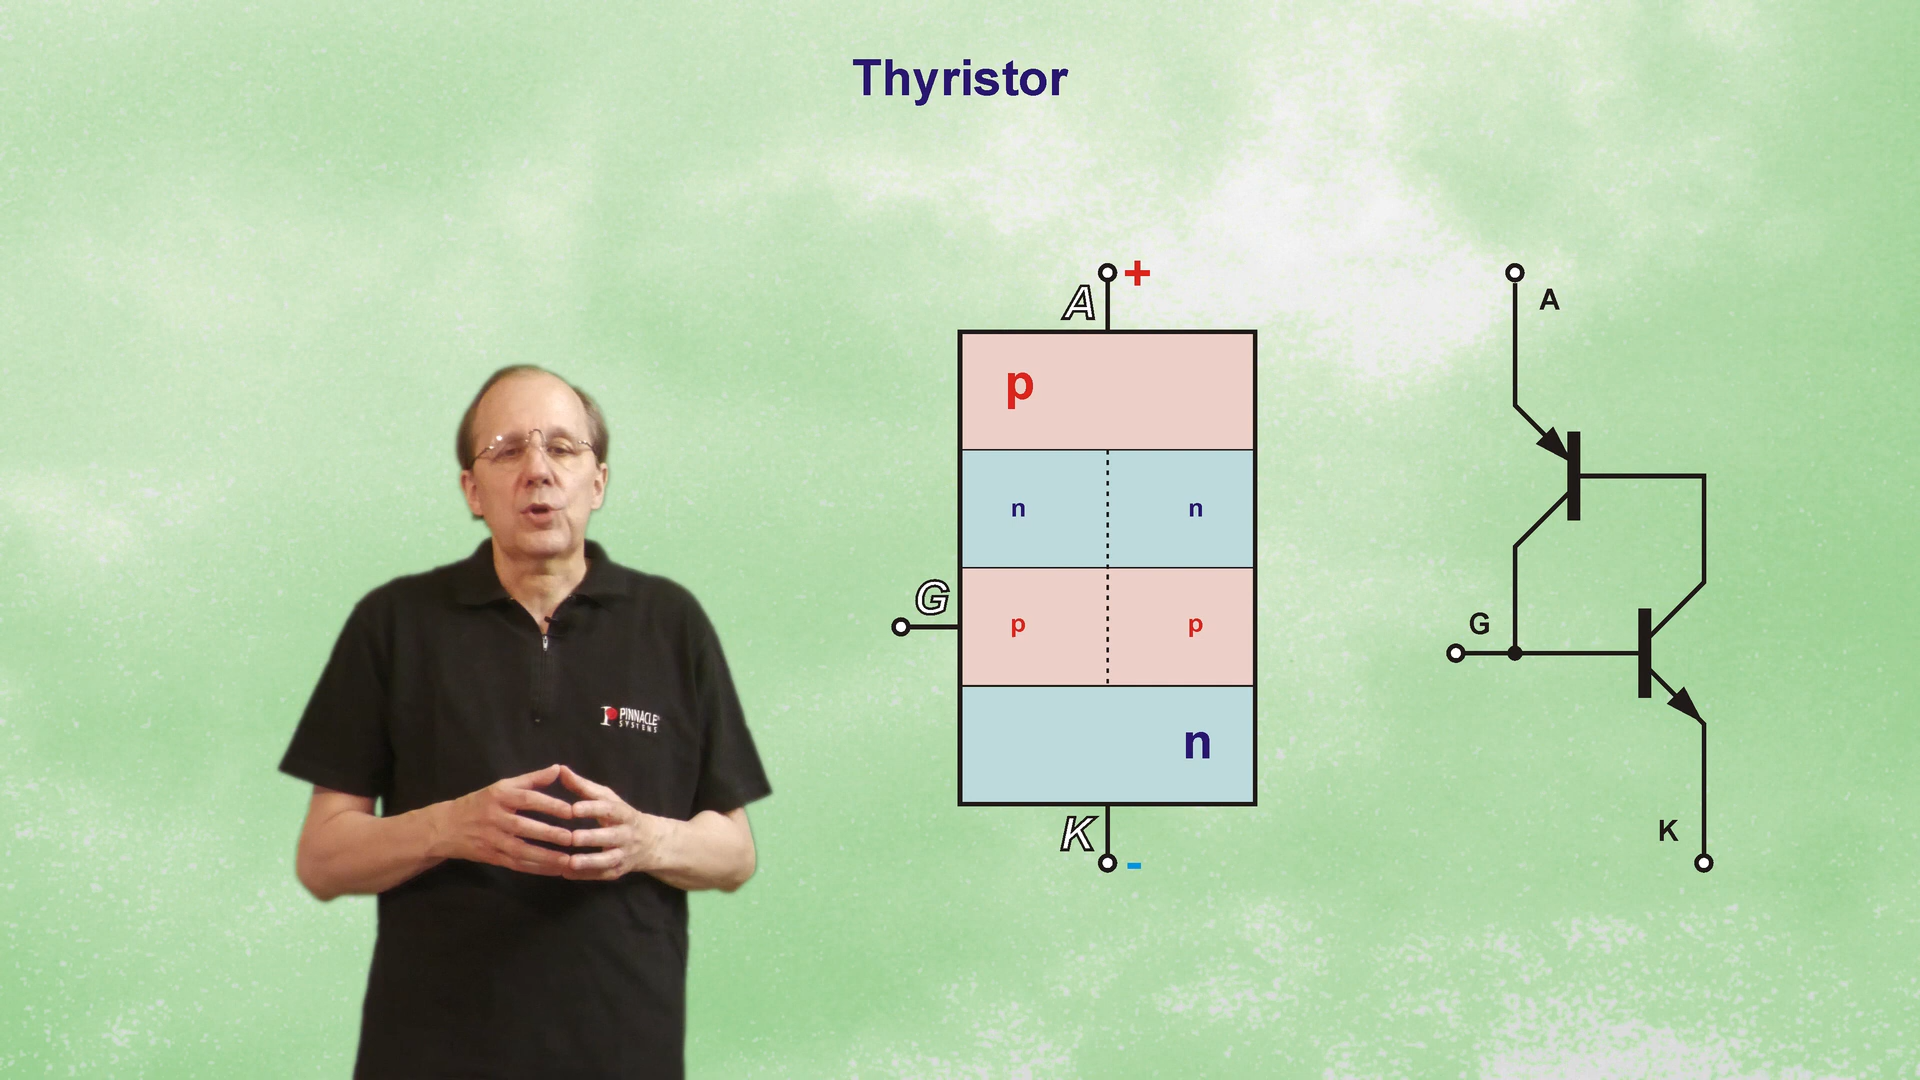 Thyristor
A +
p
n n
G
p p
n
K -
A
G
K
PINNACLE
SYSTEMS